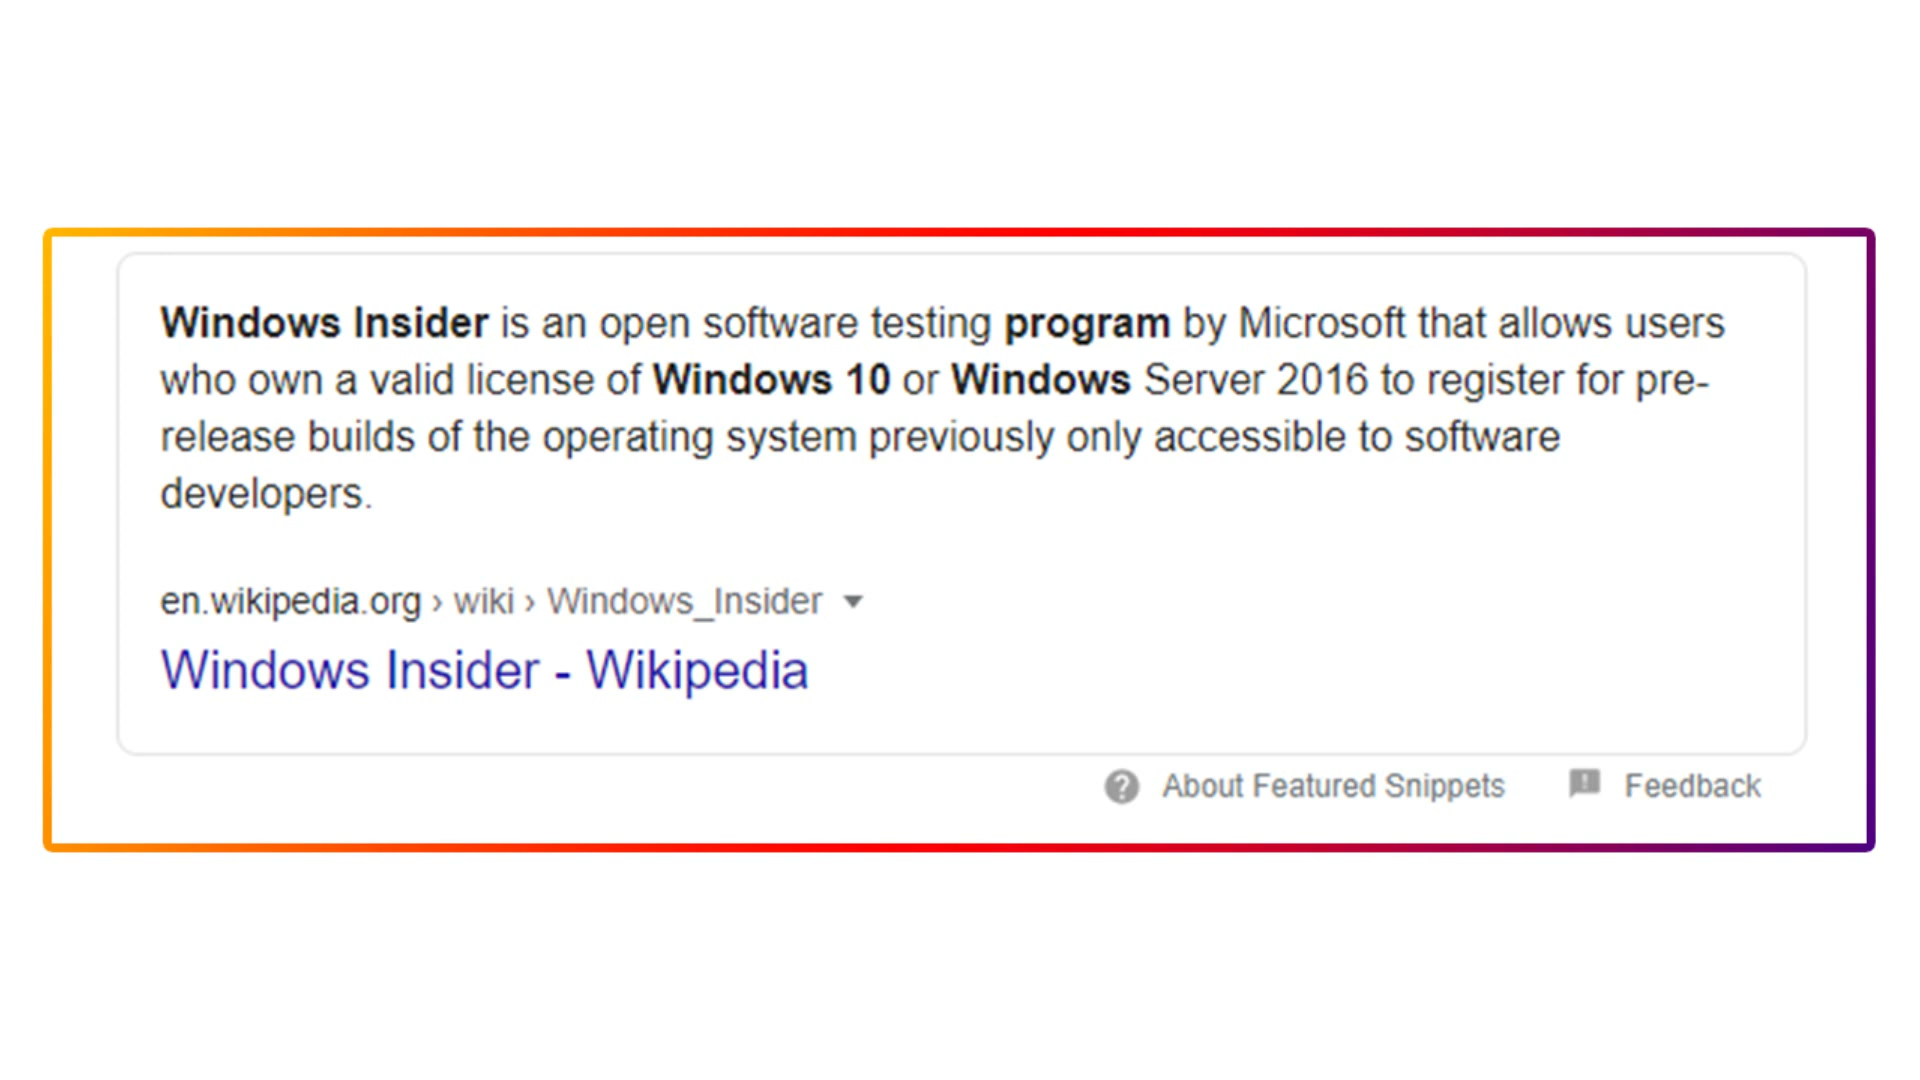 Windows Insider is an open software testing program by Microsoft that allows users
who own a valid license of Windows 10 or Windows Server 2016 to register for pre-
release builds of the operating system previously only accessible to software
developers.
en.wikipedia.org › wiki › Windows_Insider
Windows Insider - Wikipedia
About Featured Snippets Feedback